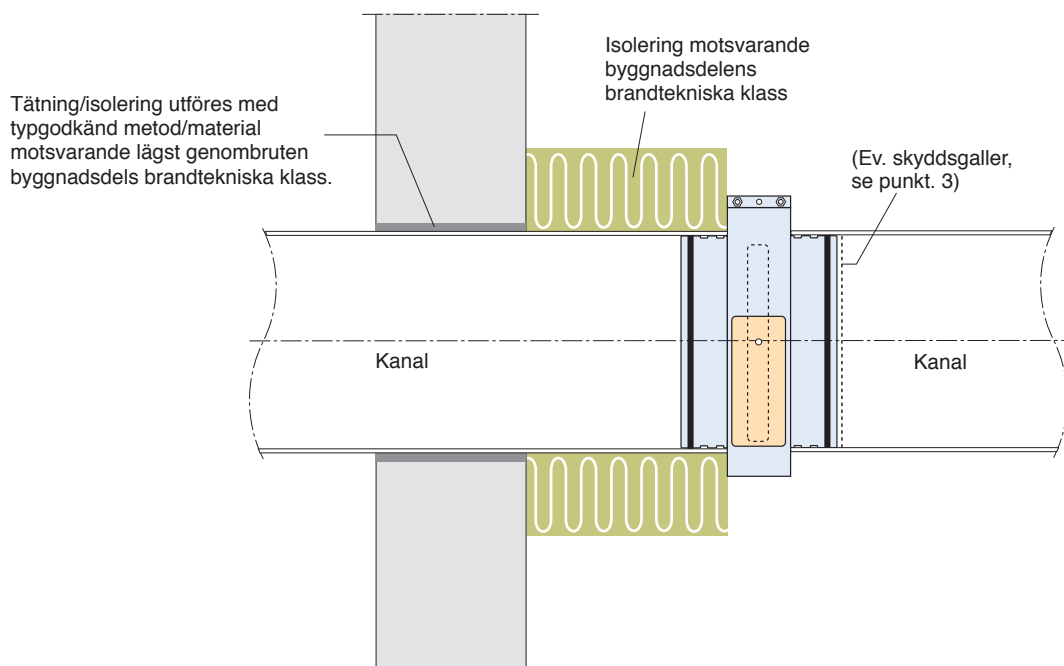 Isolering motsvarande
byggnadsdelens
brandtekniska klass
Tätning/isolering utföres med
typgodkänd metod/material
motsvarande lägst genombruten
byggnadsdels brandtekniska klass.
(Ev. skyddsgaller,
se punkt. 3)
Kanal
Kanal